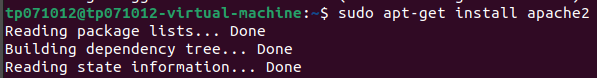 tp071012@tp071012-virtual-machine:~$ sudo apt-get install apache2
Reading package lists... Done
Building dependency tree... Done
Reading state information... Done